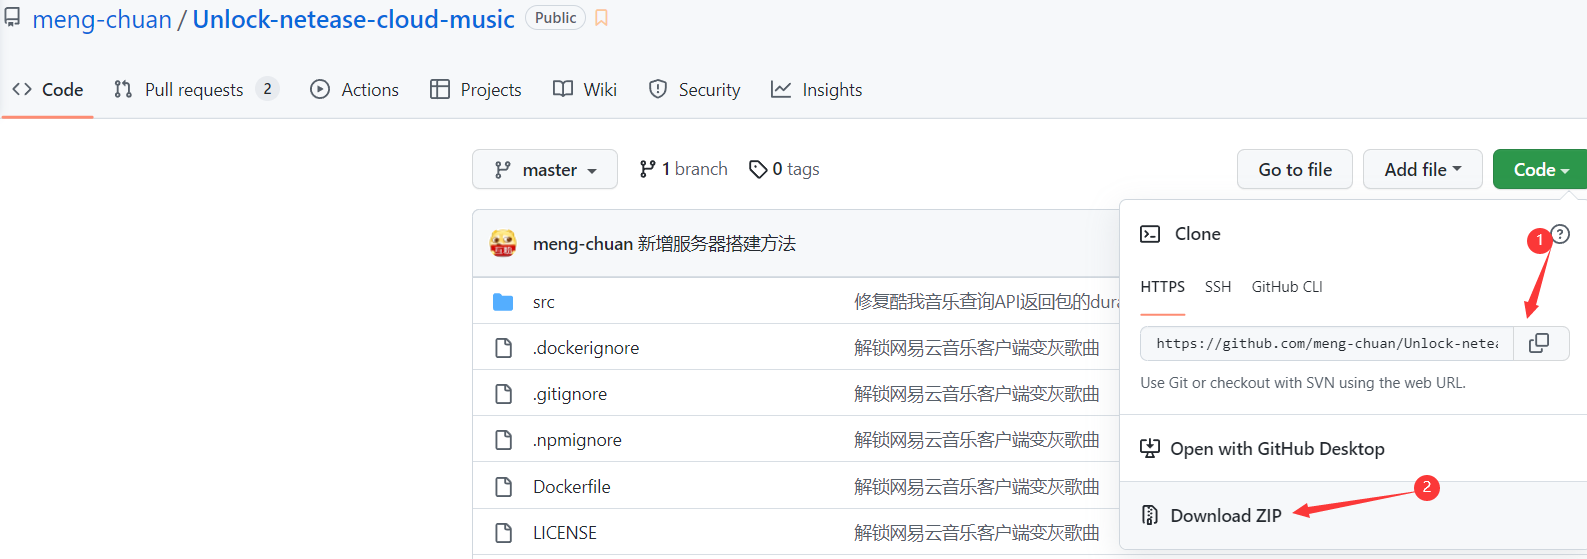 meng-chuan / Unlock-netease-cloud-music Public
Code Pull requests 2 Actions Projects Wiki Security Insights
master 1 branch 0 tags Go to file Add file Code
meng-chuan 新增服务器搭建方法
src 修复酷我音乐查询API返回包的dura
.dockerignore 解锁网易云音乐客户端变灰歌曲
.gitignore 解锁网易云音乐客户端变灰歌曲
.npmignore 解锁网易云音乐客户端变灰歌曲
Dockerfile 解锁网易云音乐客户端变灰歌曲
LICENSE 解锁网易云音乐客户端变灰歌曲
Clone
1
HTTPS SSH GitHub CLI
https://github.com/meng-chuan/Unlock-netea
Use Git or checkout with SVN using the web URL.
Open with GitHub Desktop
2
Download ZIP